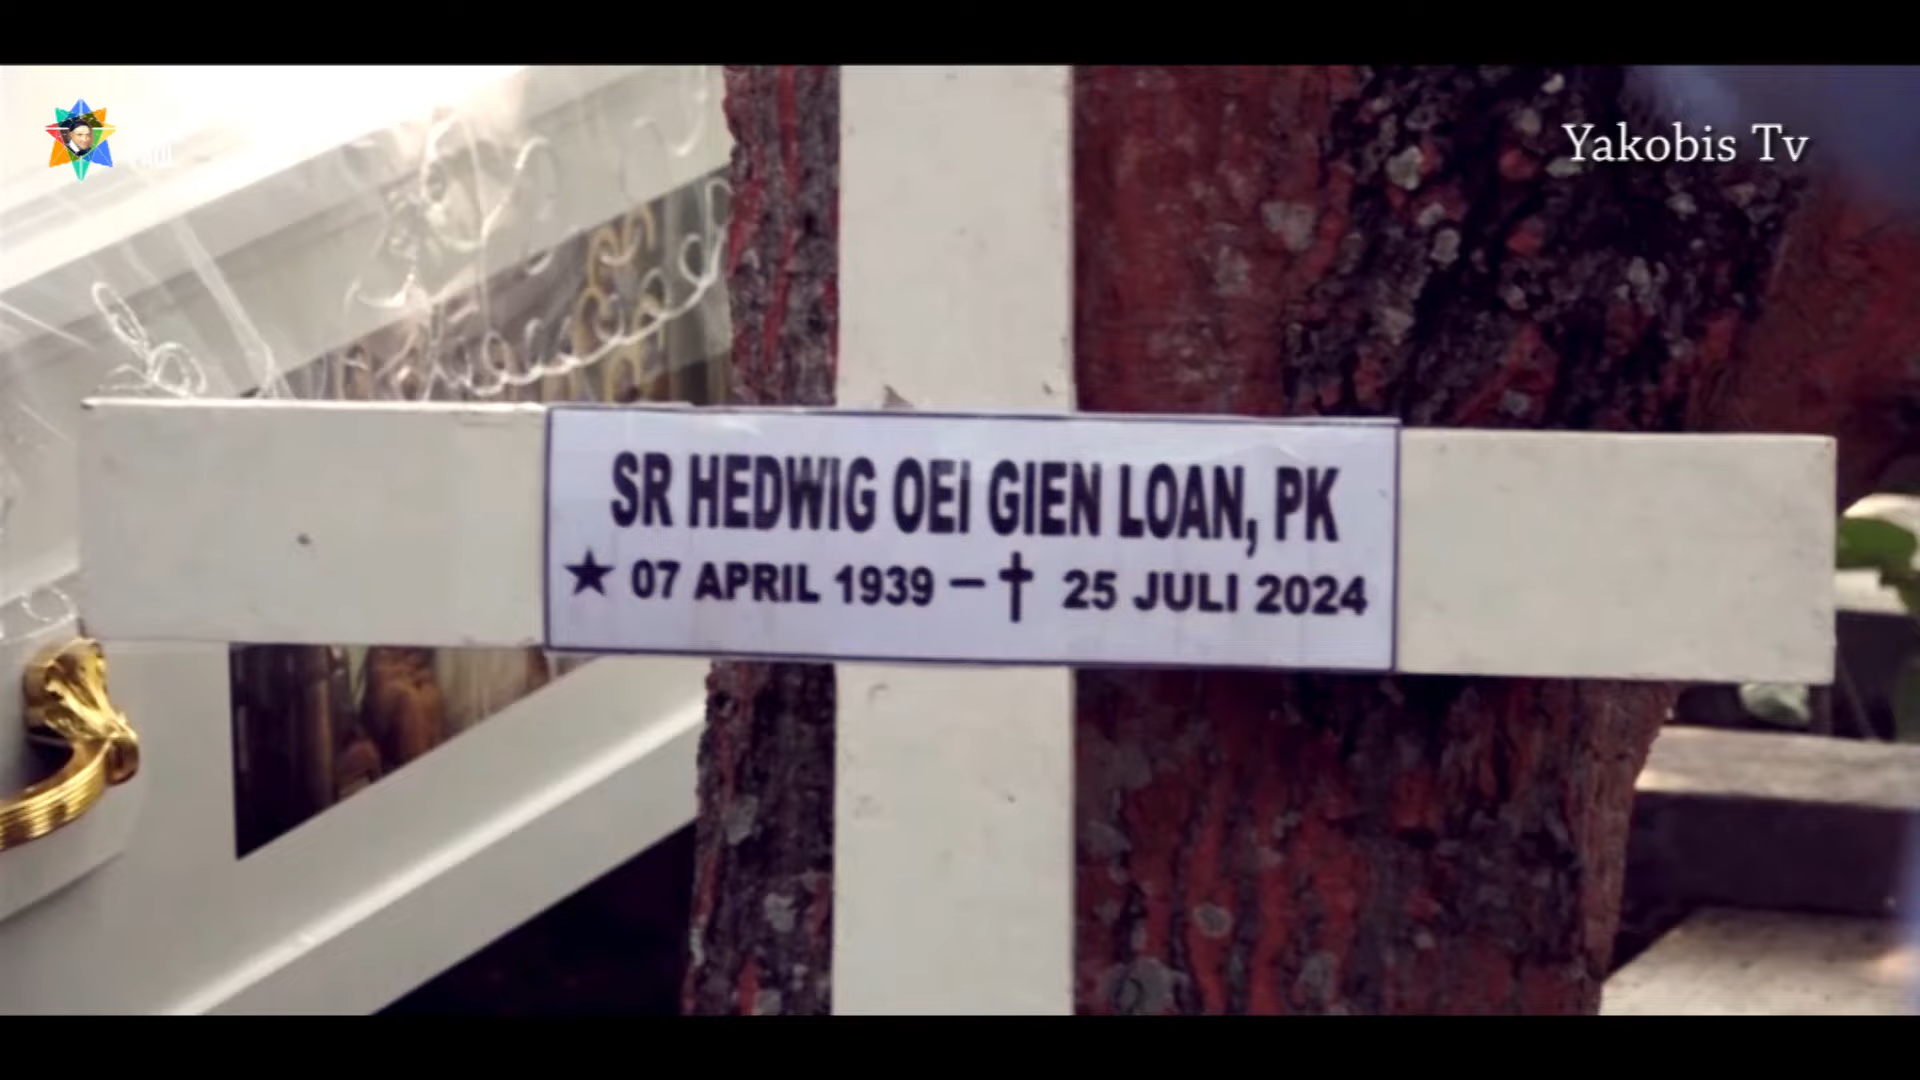 Yakobis Tv
SR HEDWIG OEI GIEN LOAN, PK
★ 07 APRIL 1939 – † 25 JULI 2024